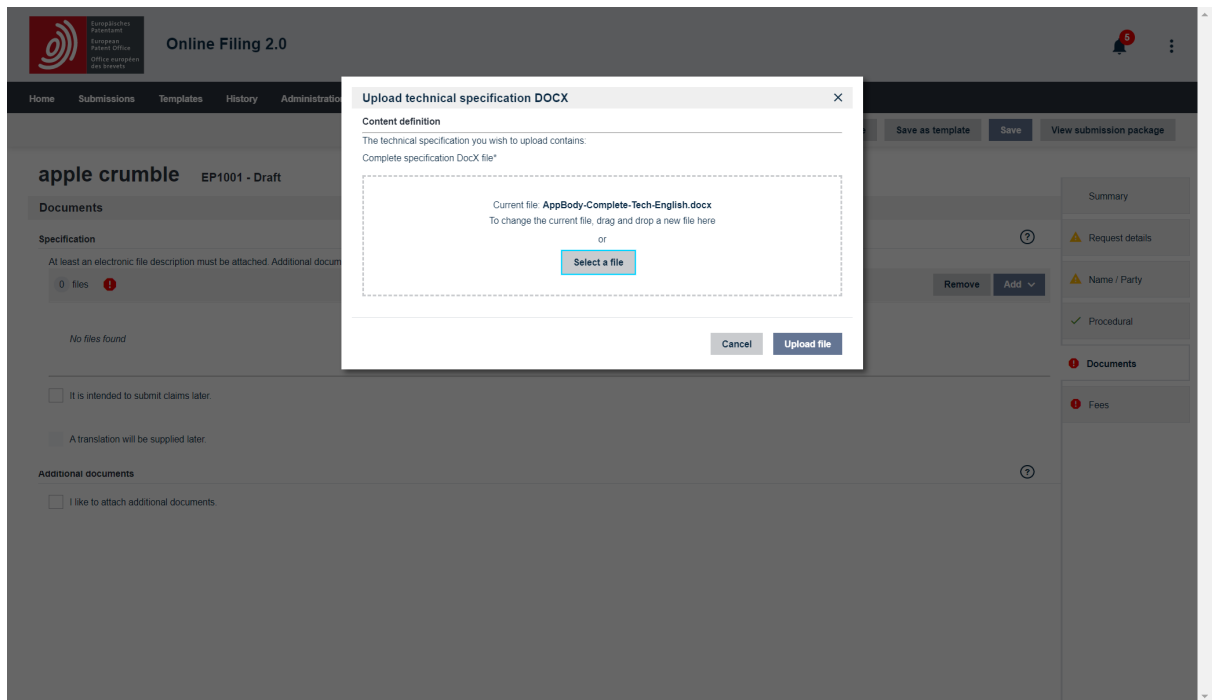 Europäisches
Patentamt
European
Patent Office
Office européen
des brevets
Online Filing 2.0
5
Home Submissions Templates History Administratio
Save as template Save View submission package
apple crumble EP1001 - Draft
Documents
Specification
At least an electronic file description must be attached. Additional docum
0 files
Remove Add
No files found
It is intended to submit claims later.
A translation will be supplied later.
Additional documents
I like to attach additional documents.
Upload technical specification DOCX
Content definition
The technical specification you wish to upload contains:
Complete specification DocX file*
Current file: AppBody-Complete-Tech-English.docx
To change the current file, drag and drop a new file here
or
Select a file
Cancel Upload file
Summary
Request details
Name / Party
Procedural
Documents
Fees